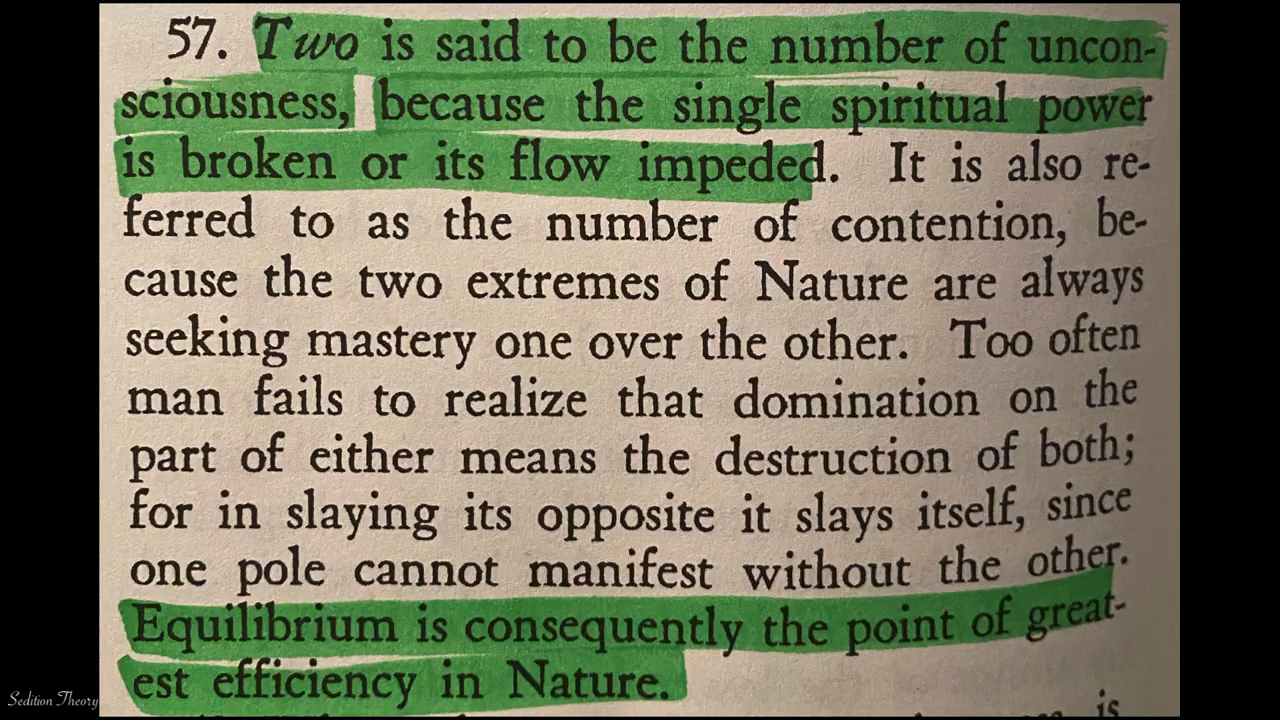 57. Two is said to be the number of uncon-
sciousness, because the single spiritual power
is broken or its flow impeded. It is also re-
ferred to as the number of contention, be-
cause the two extremes of Nature are always
seeking mastery one over the other. Too often
man fails to realize that domination on the
part of either means the destruction of both;
for in slaying its opposite it slays itself, since
one pole cannot manifest without the other.
Equilibrium is consequently the point of great-
est efficiency in Nature.
is
Sedition Theory